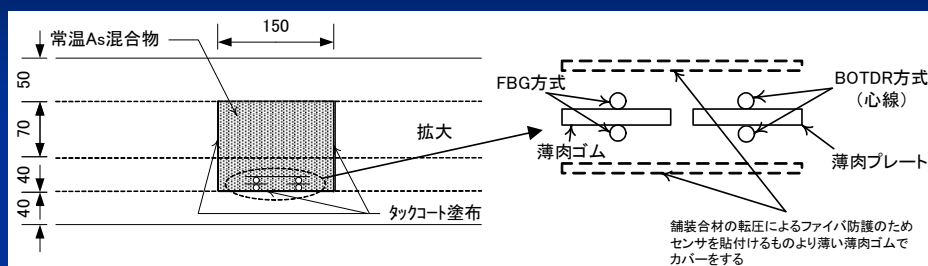 常温As混合物
150
50
70
40
40
拡大
タックコート塗布
FBG方式
BOTDR方式
(心線)
薄肉ゴム
薄肉プレート
舗装合材の転圧によるファイバ防護のため
センサを貼付けるものより薄い薄肉ゴムで
カバーをする